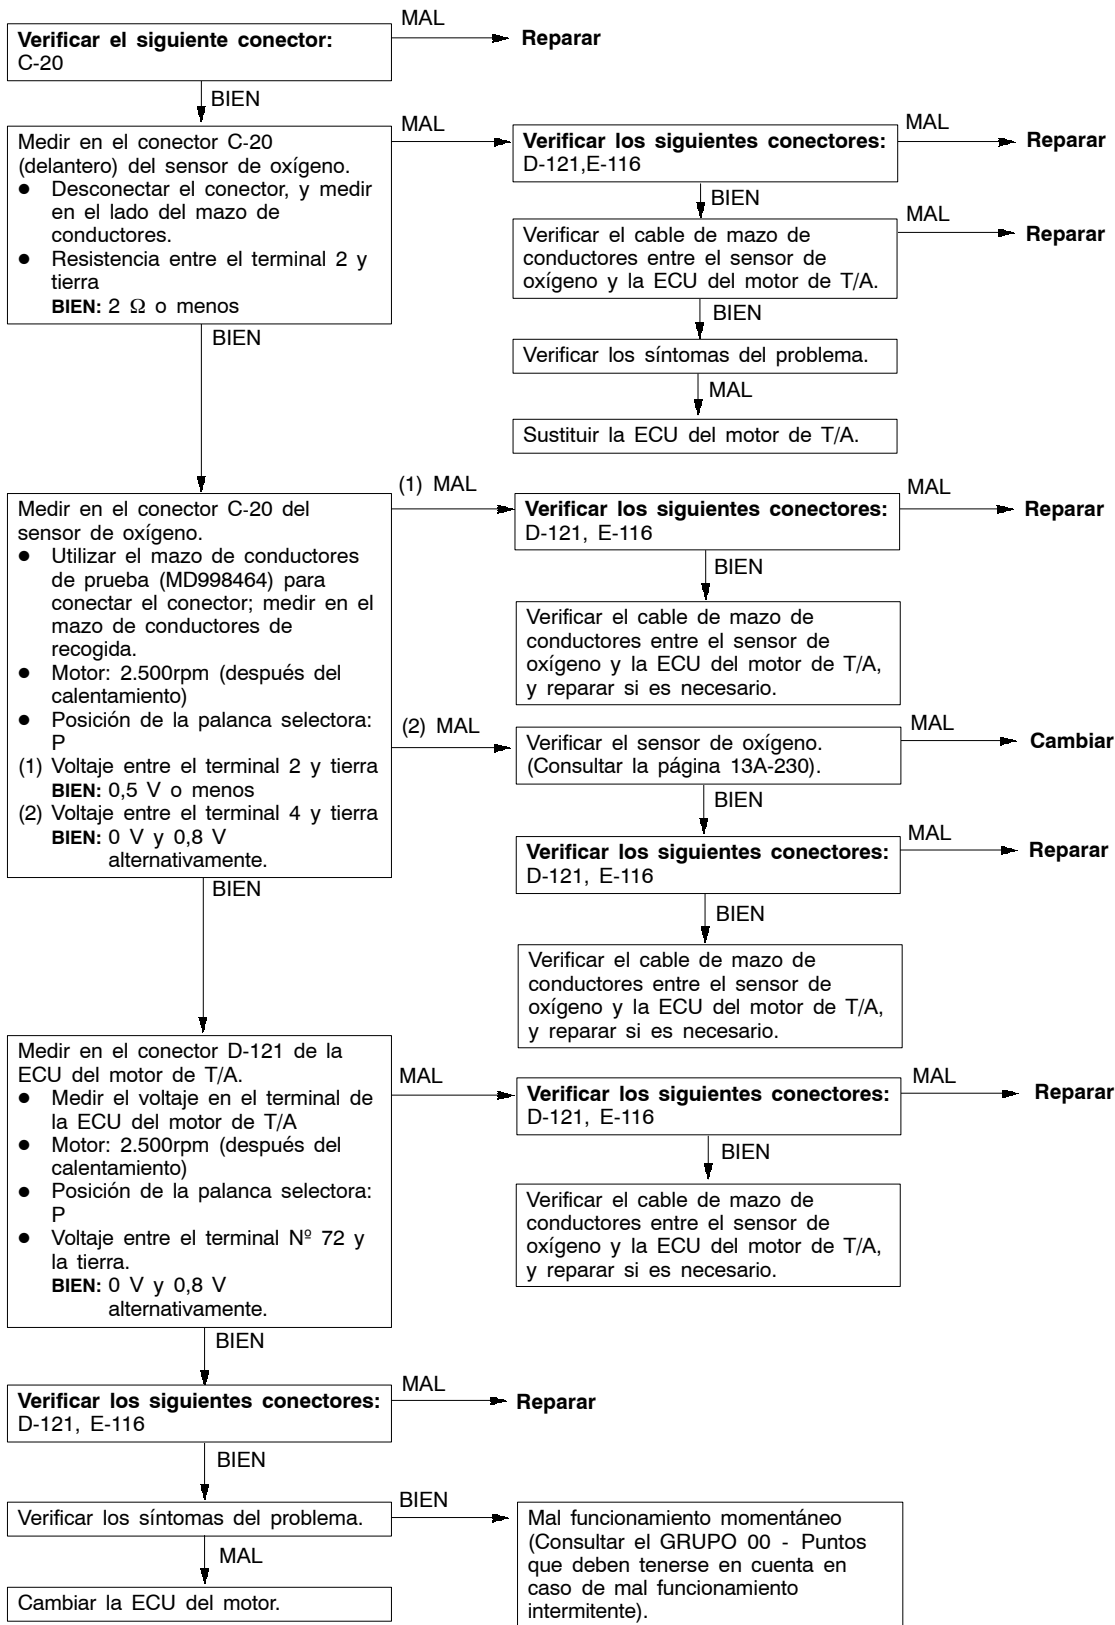 Verificar el siguiente conector:
C-20
MAL
Reparar
BIEN
Medir en el conector C-20
(delantero) del sensor de oxígeno.
● Desconectar el conector, y medir
en el lado del mazo de
conductores.
● Resistencia entre el terminal 2 y
tierra
BIEN: 2 Ω o menos
MAL
Verificar los siguientes conectores:
D-121,E-116
MAL
Reparar
BIEN
Verificar el cable de mazo de
conductores entre el sensor de
oxígeno y la ECU del motor de T/A.
MAL
Reparar
BIEN
Verificar los síntomas del problema.
MAL
Sustituir la ECU del motor de T/A.
BIEN
Medir en el conector C-20 del
sensor de oxígeno.
● Utilizar el mazo de conductores
de prueba (MD998464) para
conectar el conector; medir en el
mazo de conductores de
recogida.
● Motor: 2.500rpm (después del
calentamiento)
● Posición de la palanca selectora:
P
(1) Voltaje entre el terminal 2 y tierra
BIEN: 0,5 V o menos
(2) Voltaje entre el terminal 4 y tierra
BIEN: 0 V y 0,8 V
alternativamente.
(1) MAL
Verificar los siguientes conectores:
D-121, E-116
MAL
Reparar
BIEN
Verificar el cable de mazo de
conductores entre el sensor de
oxígeno y la ECU del motor de T/A,
y reparar si es necesario.
(2) MAL
Verificar el sensor de oxígeno.
(Consultar la página 13A-230).
MAL
Cambiar
BIEN
Verificar los siguientes conectores:
D-121, E-116
MAL
Reparar
BIEN
Verificar el cable de mazo de
conductores entre el sensor de
oxígeno y la ECU del motor de T/A,
y reparar si es necesario.
BIEN
Medir en el conector D-121 de la
ECU del motor de T/A.
● Medir el voltaje en el terminal de
la ECU del motor de T/A
● Motor: 2.500rpm (después del
calentamiento)
● Posición de la palanca selectora:
P
● Voltaje entre el terminal Nº 72 y
la tierra.
BIEN: 0 V y 0,8 V
alternativamente.
MAL
Verificar los siguientes conectores:
D-121, E-116
MAL
Reparar
BIEN
Verificar el cable de mazo de
conductores entre el sensor de
oxígeno y la ECU del motor de T/A,
y reparar si es necesario.
BIEN
Verificar los siguientes conectores:
D-121, E-116
MAL
Reparar
BIEN
Verificar los síntomas del problema.
BIEN
Mal funcionamiento momentáneo
(Consultar el GRUPO 00 - Puntos
que deben tenerse en cuenta en
caso de mal funcionamiento
intermitente).
MAL
Cambiar la ECU del motor.